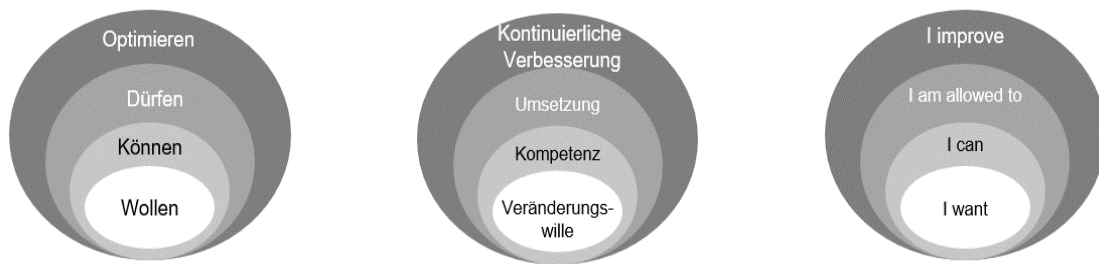 Optimieren
Dürfen
Können
Wollen
Kontinuierliche
Verbesserung
Umsetzung
Kompetenz
Veränderungs-
wille
I improve
I am allowed to
I can
I want